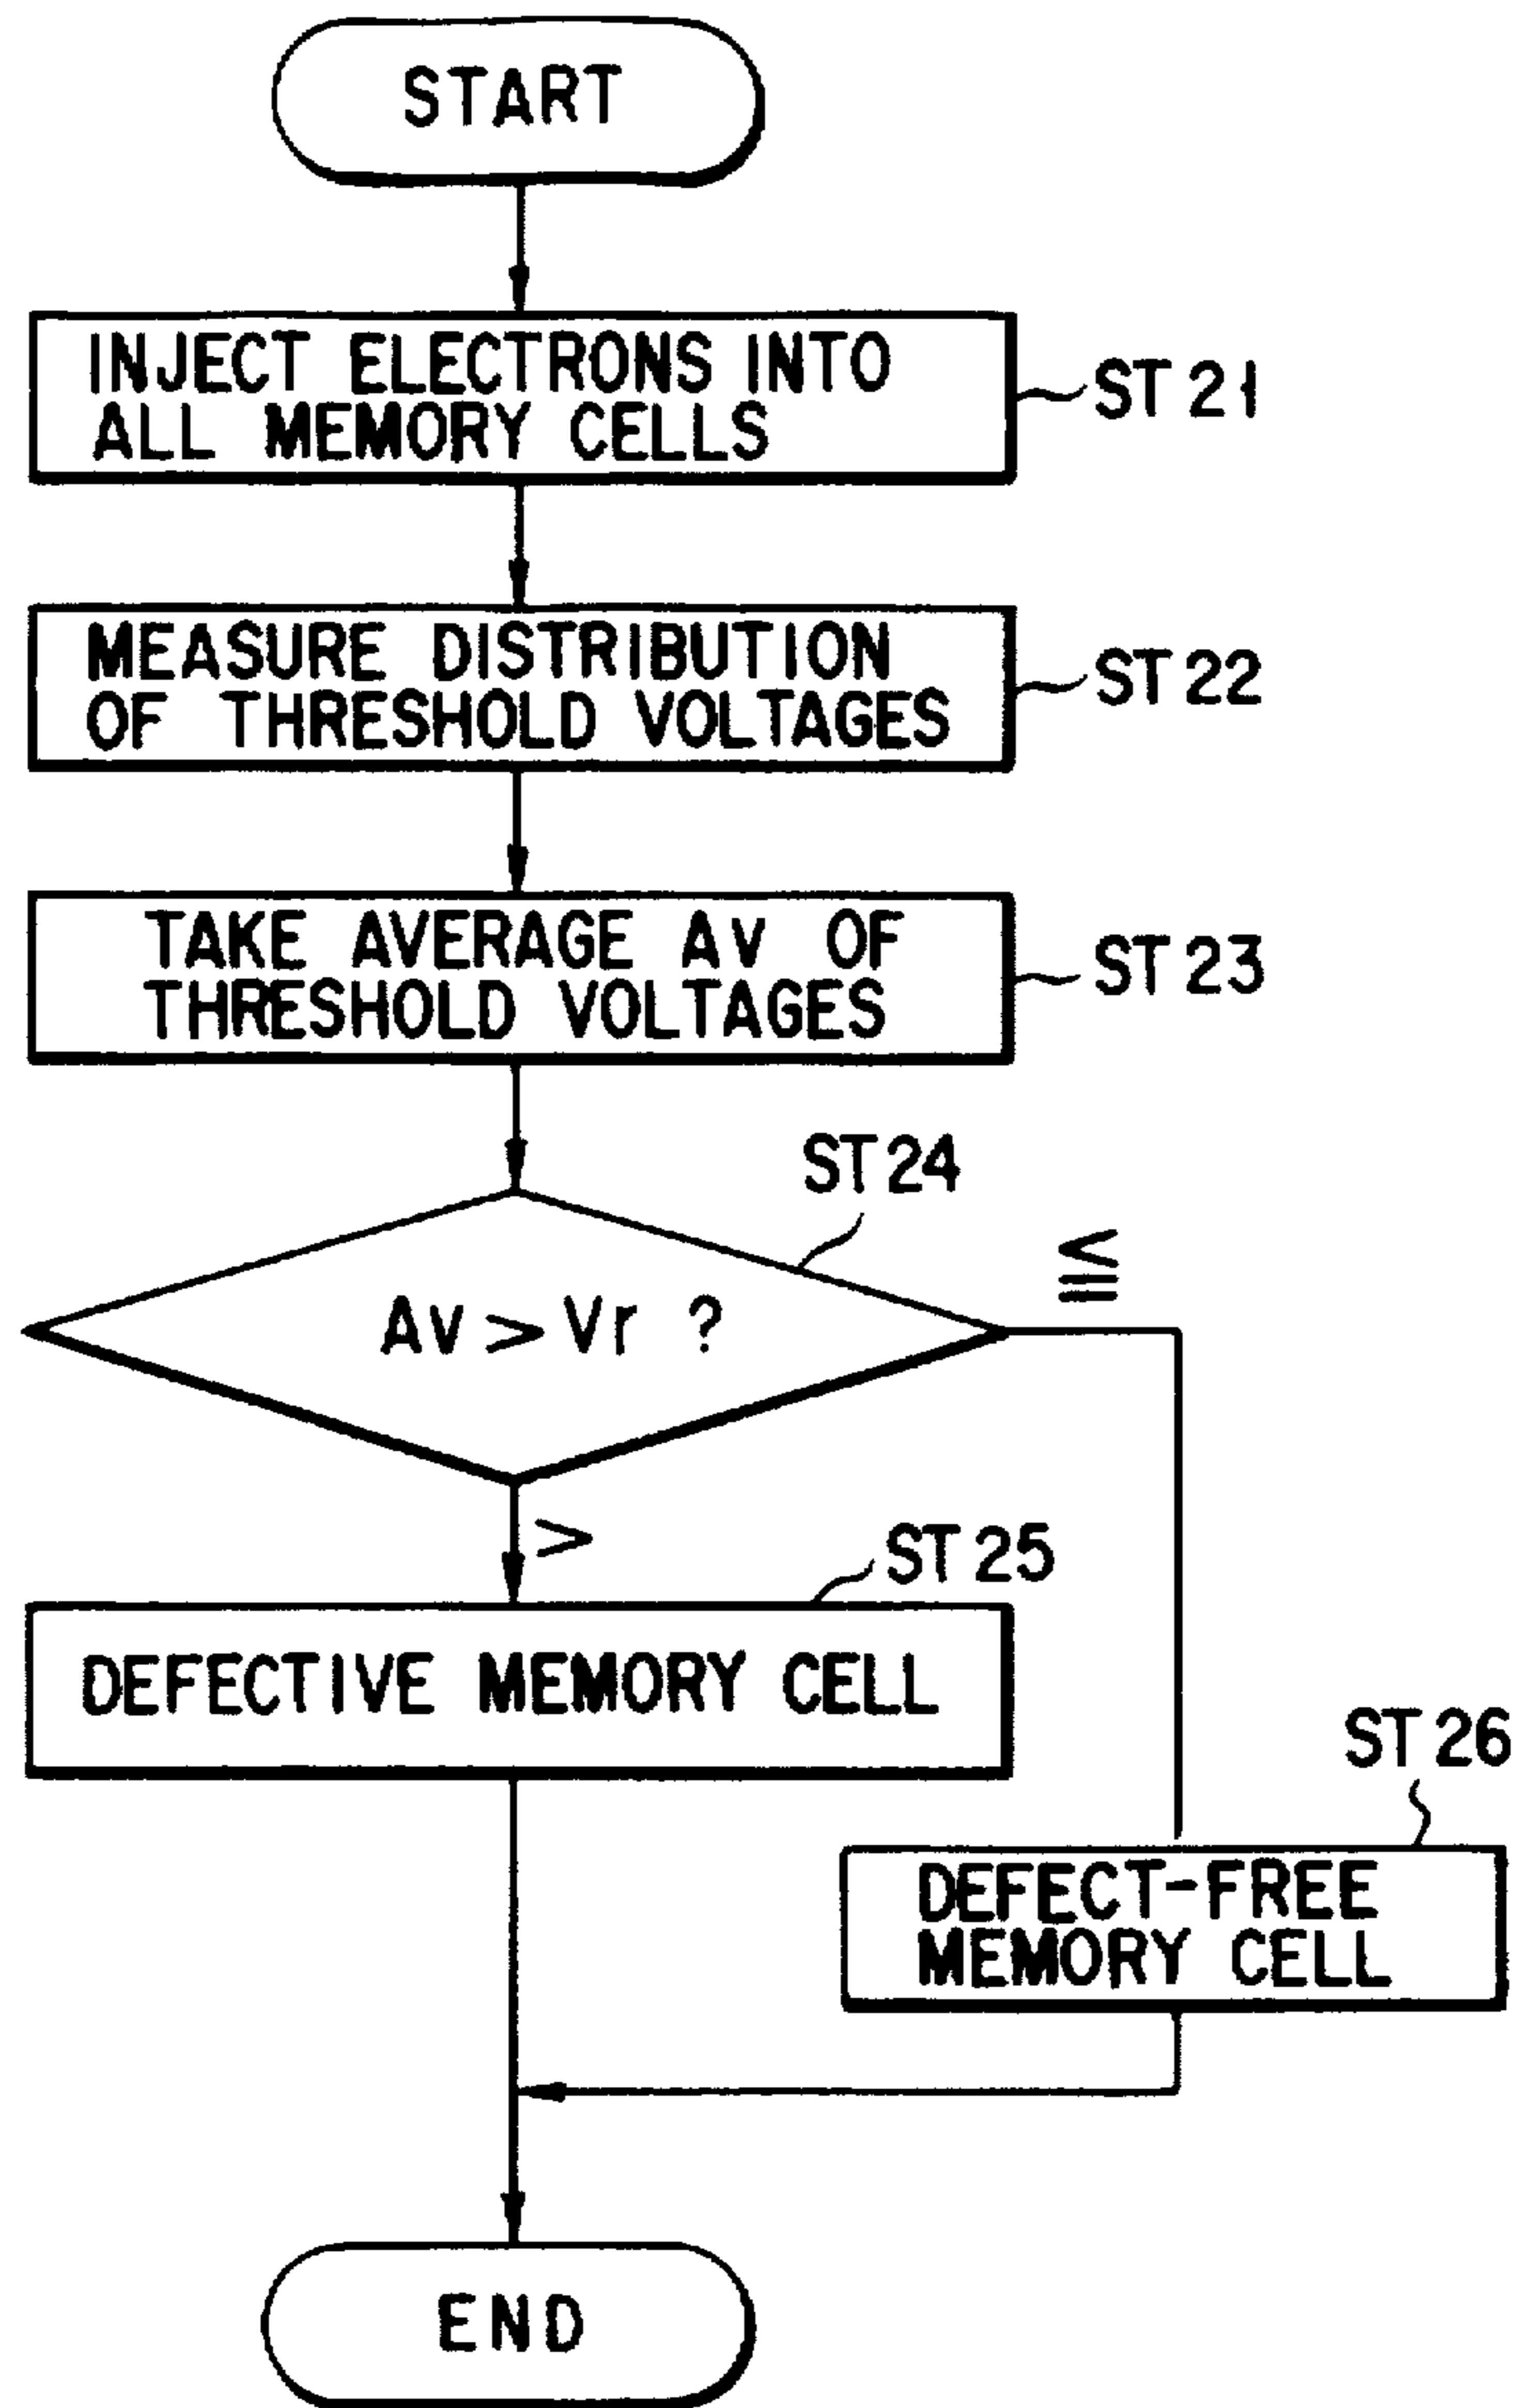 START
INJECT ELECTRONS INTO
ALL MEMORY CELLS
ST21
MEASURE DISTRIBUTION
OF THRESHOLD VOLTAGES
ST22
TAKE AVERAGE AV OF
THRESHOLD VOLTAGES
ST23
ST24
≦
AV > Vr ?
>
ST25
DEFECTIVE MEMORY CELL
ST26
DEFECT-FREE
MEMORY CELL
END